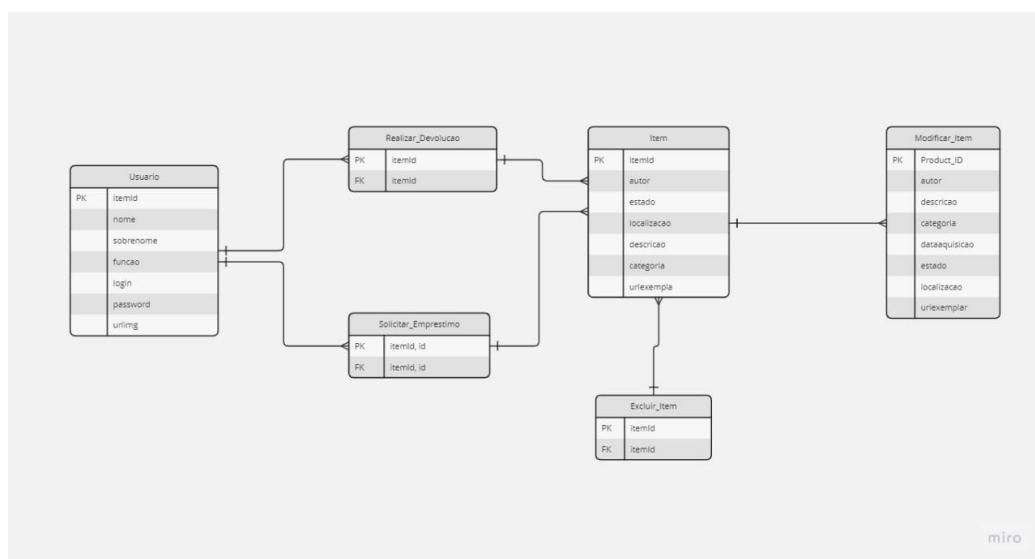 Usuario
PK itemId
nome
sobrenome
funcao
login
password
urlimg
Realizar_Devolucao
PK itemId
FK itemId
Solicitar_Emprestimo
PK itemId, id
FK itemId, id
Item
PK itemId
autor
estado
localizacao
descricao
categoria
urlexempla
Excluir_Item
PK itemId
FK itemId
Modificar_Item
PK Product_ID
autor
descricao
categoria
dataaquisicao
estado
localizacao
urlexemplar
miro